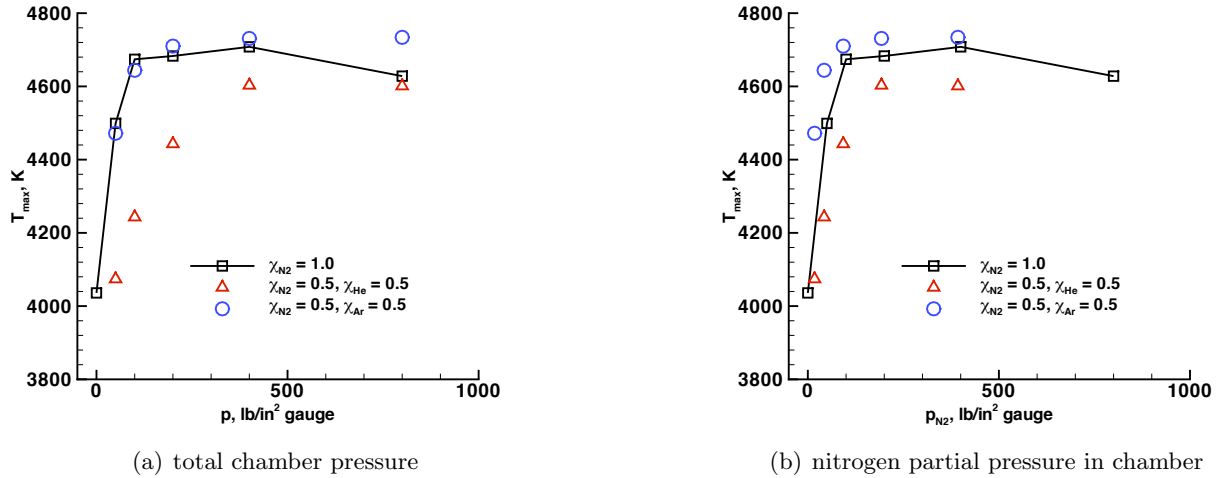 4800
4600
4400
4200
4000
3800
T_max, K
χ_N2 = 1.0
χ_N2 = 0.5, χ_He = 0.5
χ_N2 = 0.5, χ_Ar = 0.5
0 500 1000
p, lb/in² gauge
(a) total chamber pressure
4800
4600
4400
4200
4000
3800
T_max, K
χ_N2 = 1.0
χ_N2 = 0.5, χ_He = 0.5
χ_N2 = 0.5, χ_Ar = 0.5
0 500 1000
p_N2, lb/in² gauge
(b) nitrogen partial pressure in chamber